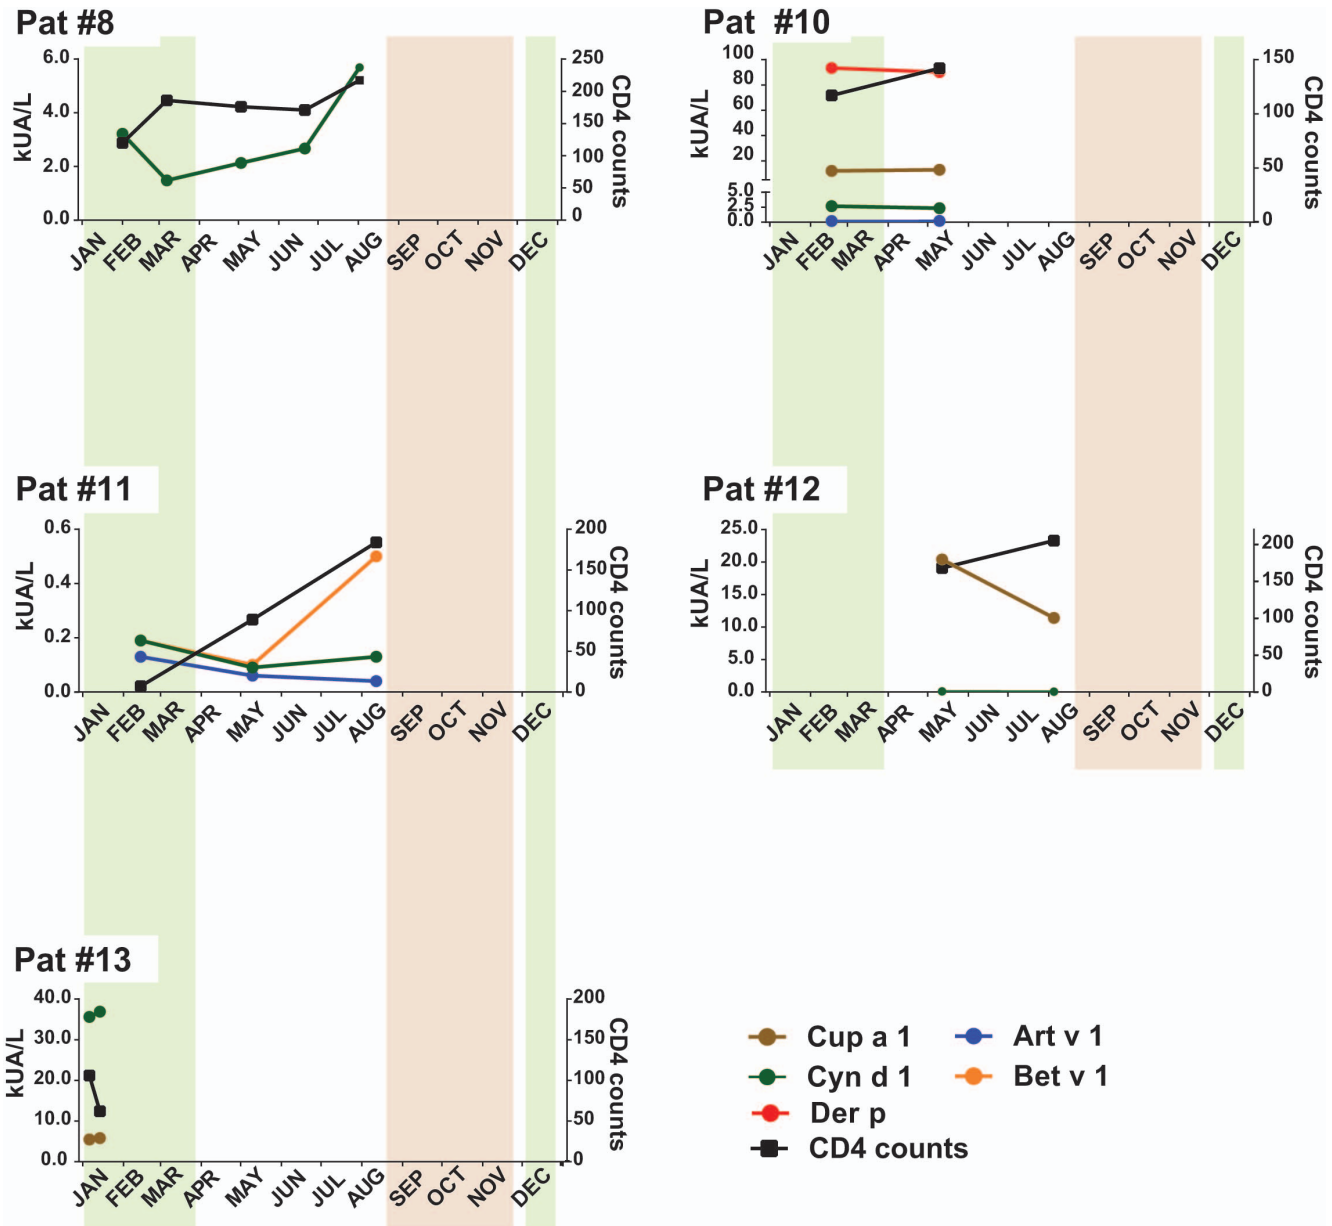 Pat #8
Pat #10
kUA/L
6.0
4.0
2.0
0.0
250
200
150
100
50
0
CD4 counts
JAN FEB MAR APR MAY JUN JUL AUG SEP OCT NOV DEC
kUA/L
100
80
60
40
20
5.0
2.5
0.0
150
100
50
0
CD4 counts
JAN FEB MAR APR MAY JUN JUL AUG SEP OCT NOV DEC
Pat #11
Pat #12
kUA/L
0.6
0.4
0.2
0.0
200
150
100
50
0
CD4 counts
JAN FEB MAR APR MAY JUN JUL AUG SEP OCT NOV DEC
kUA/L
25.0
20.0
15.0
10.0
5.0
0.0
200
150
100
50
0
CD4 counts
JAN FEB MAR APR MAY JUN JUL AUG SEP OCT NOV DEC
Pat #13
kUA/L
40.0
30.0
20.0
10.0
0.0
200
150
100
50
0
CD4 counts
JAN FEB MAR APR MAY JUN JUL AUG SEP OCT NOV DEC
Cup a 1
Art v 1
Cyn d 1
Bet v 1
Der p
CD4 counts